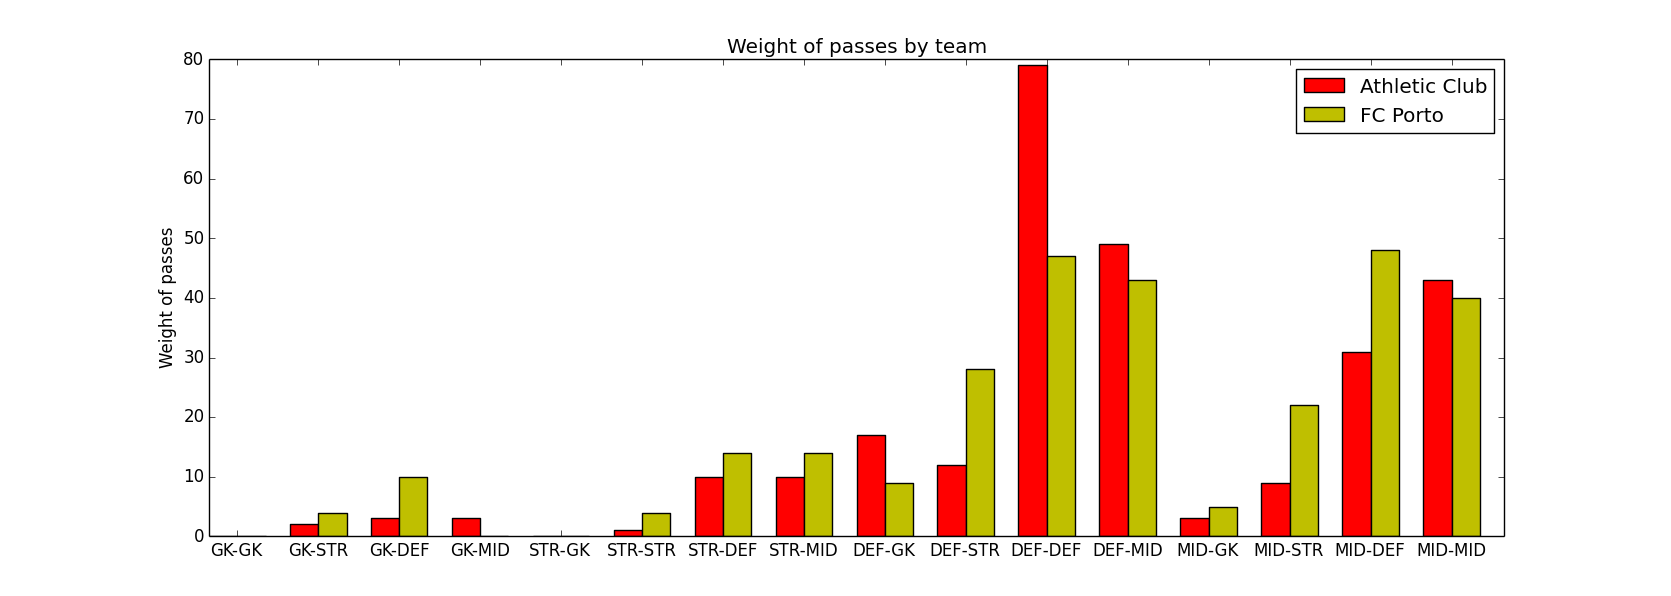 Weight of passes by team
Athletic Club
FC Porto
Weight of passes
80
70
60
50
40
30
20
10
0
GK-GK GK-STR GK-DEF GK-MID STR-GK STR-STR STR-DEF STR-MID DEF-GK DEF-STR DEF-DEF DEF-MID MID-GK MID-STR MID-DEF MID-MID